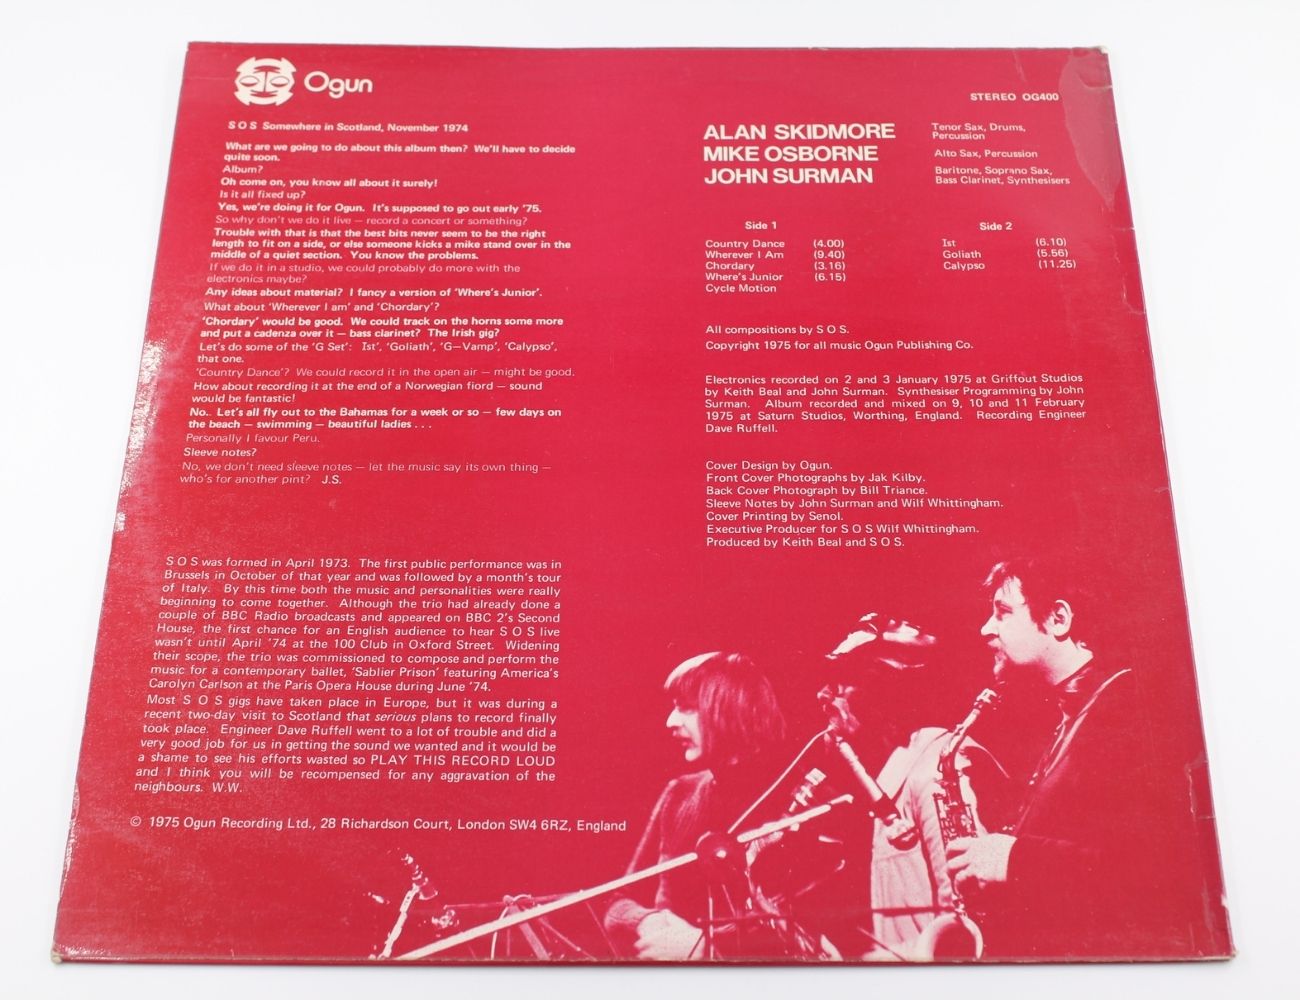 Ogun
S O S Somewhere in Scotland, November 1974
What are we going to do about this album then? We'll have to decide
quite soon.
Album?
Oh come on, you know all about it surely!
Is it all fixed up?
Yes, we're doing it for Ogun. It's supposed to go out early '75.
So why don't we do it live — record a concert or something?
Trouble with that is that the best bits never seem to be the right
length to fit on a side, or else someone kicks a mike stand over in the
middle of a quiet section. You know the problems.
If we do it in a studio, we could probably do more with the
electronics maybe?
Any ideas about material? I fancy a version of 'Where's Junior'.
What about 'Wherever I am' and 'Chordary'?
'Chordary' would be good. We could track on the horns some more
and put a cadenza over it — bass clarinet? The Irish gig?
Let's do some of the 'G Set': Ist', 'Goliath', 'G—Vamp', 'Calypso',
that one.
'Country Dance'? We could record it in the open air — might be good.
How about recording it at the end of a Norwegian fiord — sound
would be fantastic!
No.. Let's all fly out to the Bahamas for a week or so — few days on
the beach — swimming — beautiful ladies . . .
Personally I favour Peru.
Sleeve notes?
No, we don't need sleeve notes — let the music say its own thing —
who's for another pint? J.S.
S O S was formed in April 1973. The first public performance was in
Brussels in October of that year and was followed by a month's tour
of Italy. By this time both the music and personalities were really
beginning to come together. Although the trio had already done a
couple of BBC Radio broadcasts and appeared on BBC 2's Second
House, the first chance for an English audience to hear S O S live
wasn't until April '74 at the 100 Club in Oxford Street. Widening
their scope, the trio was commissioned to compose and perform the
music for a contemporary ballet, 'Sablier Prison' featuring America's
Carolyn Carlson at the Paris Opera House during June '74.
Most S O S gigs have taken place in Europe, but it was during a
recent two-day visit to Scotland that serious plans to record finally
took place. Engineer Dave Ruffell went to a lot of trouble and did a
very good job for us in getting the sound we wanted and it would be
a shame to see his efforts wasted so PLAY THIS RECORD LOUD
and I think you will be recompensed for any aggravation of the
neighbours. W.W.
© 1975 Ogun Recording Ltd., 28 Richardson Court, London SW4 6RZ, England
STEREO OG400
ALAN SKIDMORE Tenor Sax, Drums,
Percussion
MIKE OSBORNE Alto Sax, Percussion
JOHN SURMAN Baritone, Soprano Sax,
Bass Clarinet, Synthesisers
Side 1
Country Dance (4.00)
Wherever I Am (9.40)
Chordary (3.16)
Where's Junior (6.15)
Cycle Motion
Side 2
Ist (6.10)
Goliath (5.56)
Calypso (11.25)
All compositions by S O S.
Copyright 1975 for all music Ogun Publishing Co.
Electronics recorded on 2 and 3 January 1975 at Griffout Studios
by Keith Beal and John Surman. Synthesiser Programming by John
Surman. Album recorded and mixed on 9, 10 and 11 February
1975 at Saturn Studios, Worthing, England. Recording Engineer
Dave Ruffell.
Cover Design by Ogun.
Front Cover Photographs by Jak Kilby.
Back Cover Photograph by Bill Triance.
Sleeve Notes by John Surman and Wilf Whittingham.
Cover Printing by Senol.
Executive Producer for S O S Wilf Whittingham.
Produced by Keith Beal and S O S.